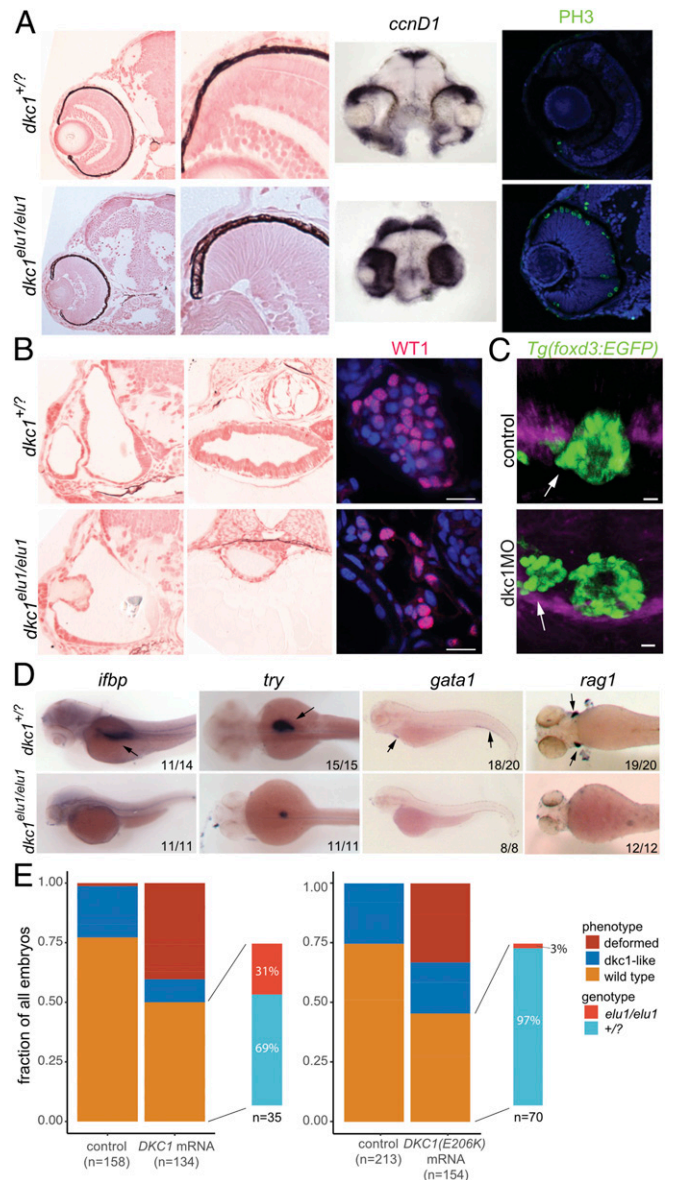 A
ccnD1
PH3
dkc1+/?
dkc1elu1/elu1
B
WT1
C
Tg(foxd3:EGFP)
dkc1+/?
control
dkc1elu1/elu1
dkc1MO
D
ifbp
try
gata1
rag1
dkc1+/?
11/14
15/15
18/20
19/20
dkc1elu1/elu1
11/11
11/11
8/8
12/12
E
fraction of all embryos
1.00
0.75
0.50
0.25
0.00
31%
69%
n=35
control
(n=158)
DKC1 mRNA
(n=134)
1.00
0.75
0.50
0.25
0.00
3%
97%
n=70
control
(n=213)
DKC1(E206K)
mRNA
(n=154)
phenotype
deformed
dkc1-like
wild type
genotype
elu1/elu1
+/?